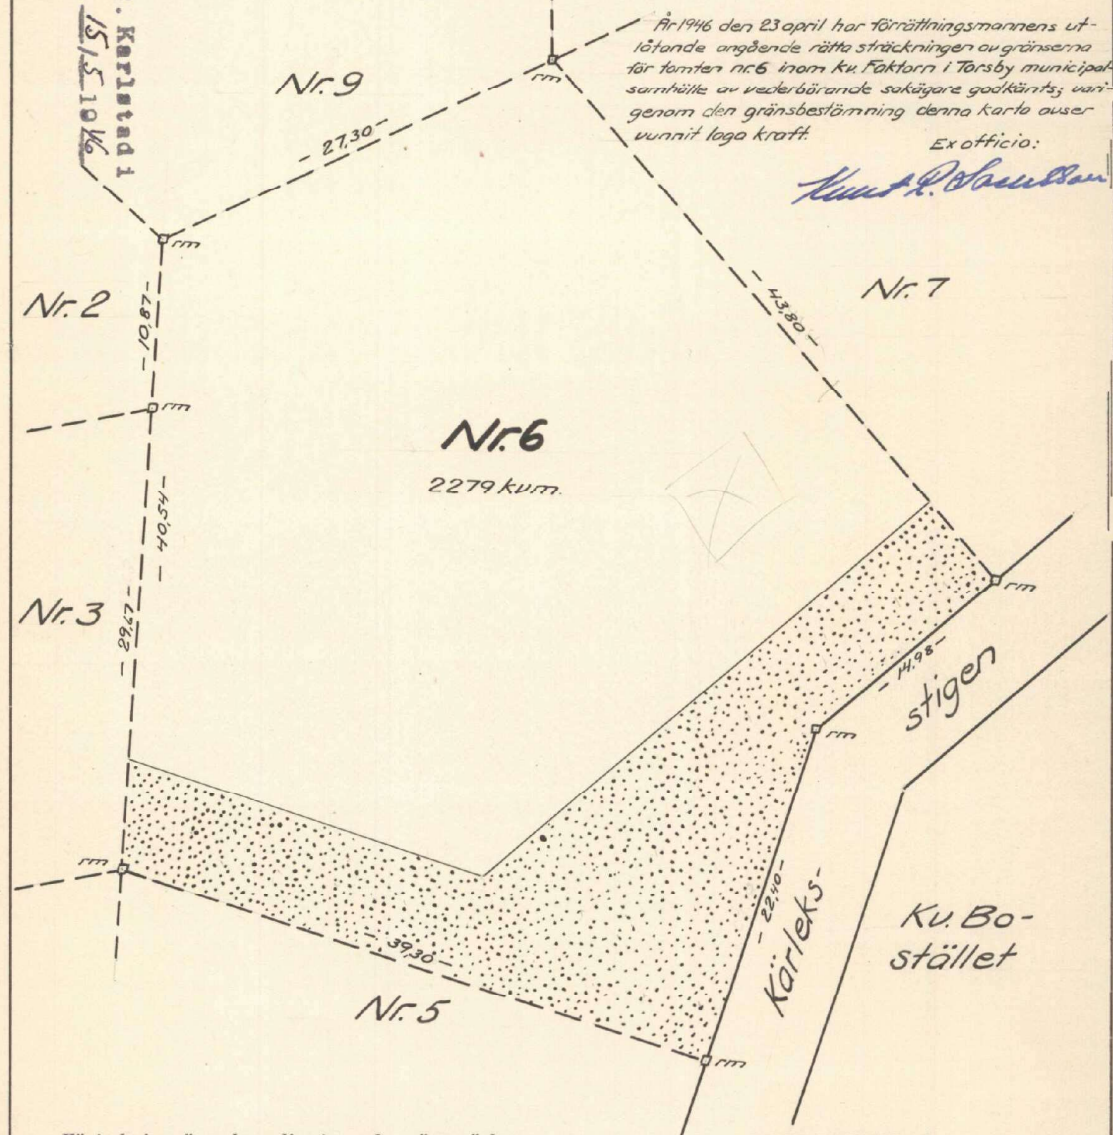 År 1946 den 23 april har förrättningsmannens ut-
låtande angående rätta sträckningen av gränserna
för tomten nr 6 inom kv. Faktorn i Torsby municipal-
samhälle av vederbörande sakägare godkänts; vari-
genom den gränsbestämning denna karta avser
vunnit laga kraft.
Ex officio:
. Karlstad i
15/5 1946
Nr. 9
rm
27,30
rm
Nr. 2
10,87
rm
43,80
Nr. 7
Nr. 6
2279 kvm.
40,54
Nr. 3
29,67
rm
14,98
stigen
rm
rm
22,40
Kärleks-
Kv. Bo-
stället
39,30
Nr. 5
rm